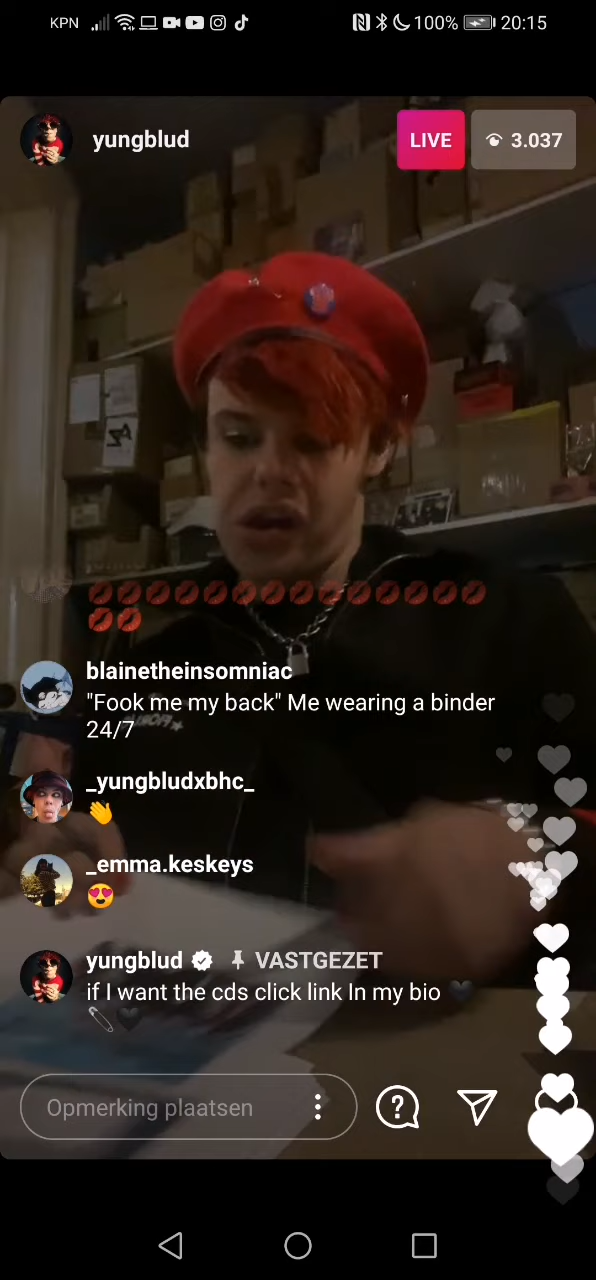 KPN 100% 20:15
yungblud LIVE 3.037
blainetheinsomniac
"Fook me my back" Me wearing a binder
24/7
_yungbludxbhc_
👏
_emma.keskeys
😍
yungblud VASTGEZET
if I want the cds click link In my bio 🖤
🧷🖤
Opmerking plaatsen